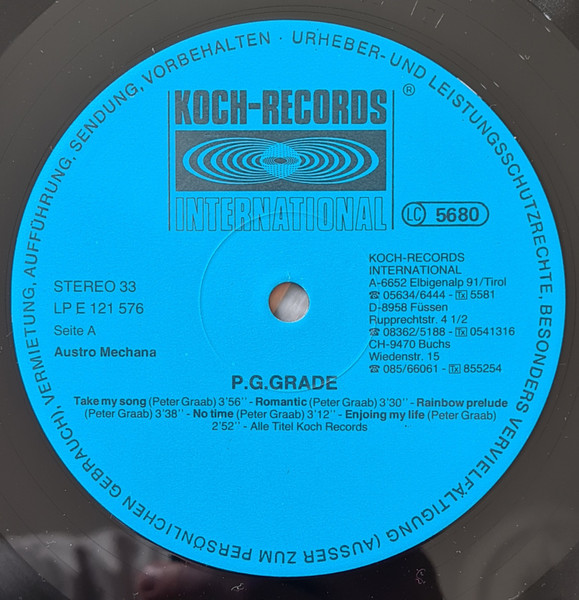 URHEBER- UND LEISTUNGSSCHUTZRECHTE, BESONDERS VERVIELFÄLTIGUNG (AUSSER ZUM PERSÖNLICHEN GEBRAUCH), VERMIETUNG, AUFFÜHRUNG, SENDUNG, VORBEHALTEN ·
KOCH-RECORDS
®
INTERNATIONAL
LC 5680
STEREO 33
LP E 121 576
Seite A
Austro Mechana
KOCH-RECORDS
INTERNATIONAL
A-6652 Elbigenalp 91/Tirol
☎ 05634/6444 - Tx 5581
D-8958 Füssen
Rupprechtstr. 4 1/2
☎ 08362/5188 - Tx 0541316
CH-9470 Buchs
Wiedenstr. 15
☎ 085/66061 - Tx 855254
P.G.GRADE
Take my song (Peter Graab) 3'56'' - Romantic (Peter Graab) 3'30'' - Rainbow prelude
(Peter Graab) 3'38'' - No time (Peter Graab) 3'12'' - Enjoing my life (Peter Graab)
2'52'' - Alle Titel Koch Records